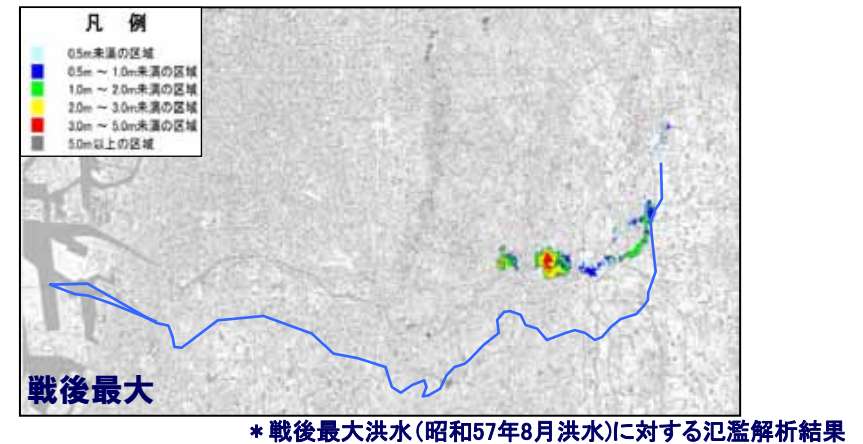 凡 例
0.5m未満の区域
0.5m ～ 1.0m未満の区域
1.0m ～ 2.0m未満の区域
2.0m ～ 3.0m未満の区域
3.0m ～ 5.0m未満の区域
5.0m以上の区域
戦後最大
＊戦後最大洪水（昭和57年8月洪水)に対する氾濫解析結果